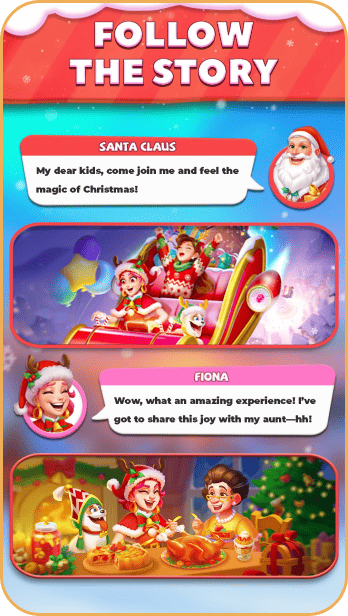 FOLLOW
THE STORY
SANTA CLAUS
My dear kids, come join me and feel the
magic of Christmas!
FIONA
Wow, what an amazing experience! I've
got to share this joy with my aunt—hh!